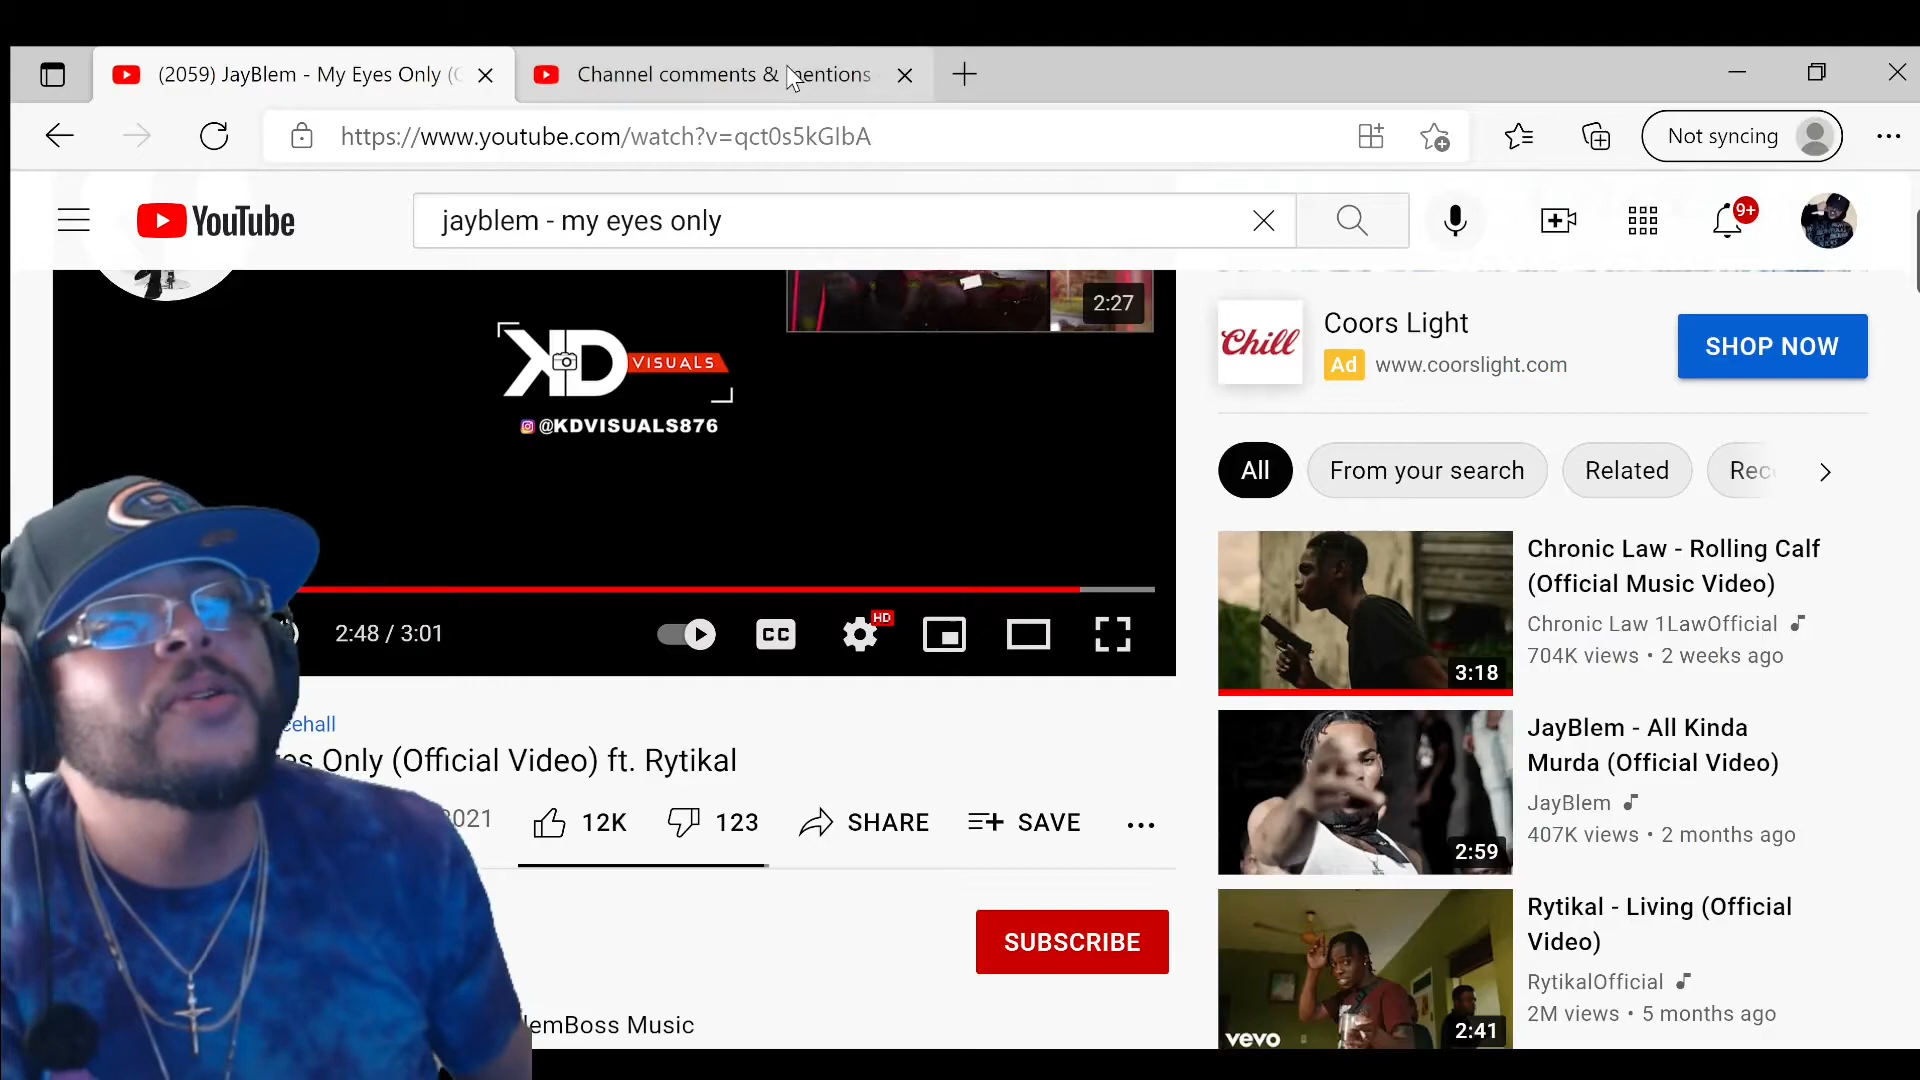 (2059) JayBlem - My Eyes Only (
Channel comments & mentions
https://www.youtube.com/watch?v=qct0s5kGIbA
Not syncing
YouTube
jayblem - my eyes only
9+
2:27
KD VISUALS
@KDVISUALS876
2:48 / 3:01
CC
HD
cehall
es Only (Official Video) ft. Rytikal
2021
12K
123
SHARE
SAVE
SUBSCRIBE
lemBoss Music
Chill
Coors Light
Ad www.coorslight.com
SHOP NOW
All
From your search
Related
Rec
Chronic Law - Rolling Calf
(Official Music Video)
Chronic Law 1LawOfficial
704K views • 2 weeks ago
3:18
JayBlem - All Kinda
Murda (Official Video)
JayBlem
407K views • 2 months ago
2:59
Rytikal - Living (Official
Video)
RytikalOfficial
2M views • 5 months ago
2:41
vevo